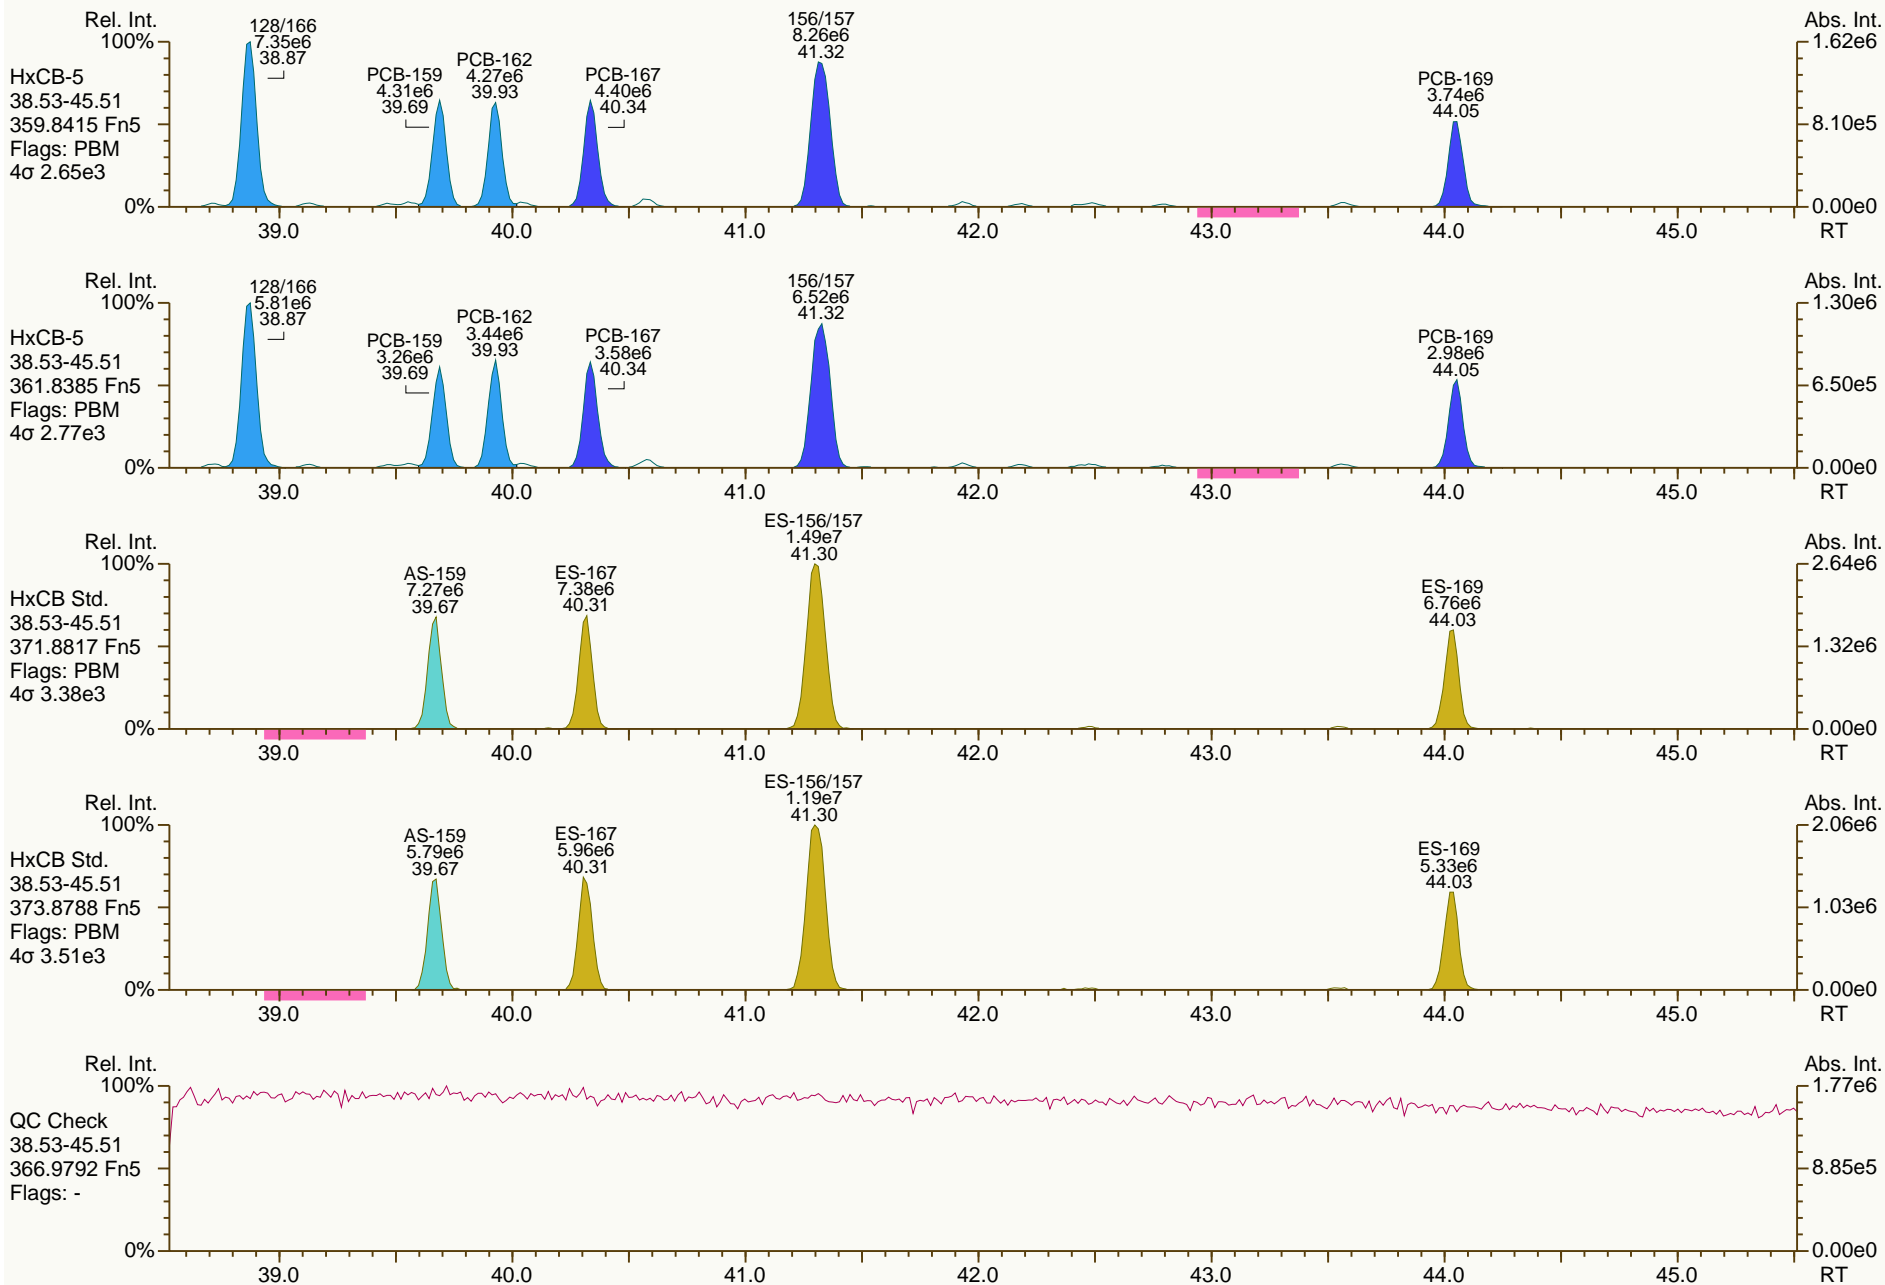 Rel. Int.
Abs. Int.
100%
0%
HxCB-5
38.53-45.51
359.8415 Fn5
Flags: PBM
4σ 2.65e3
128/166
7.35e6
38.87
PCB-159
4.31e6
39.69
PCB-162
4.27e6
39.93
PCB-167
4.40e6
40.34
156/157
8.26e6
41.32
PCB-169
3.74e6
44.05
1.62e6
8.10e5
0.00e0
39.0 40.0 41.0 42.0 43.0 44.0 45.0 RT
Rel. Int.
Abs. Int.
100%
0%
HxCB-5
38.53-45.51
361.8385 Fn5
Flags: PBM
4σ 2.77e3
128/166
5.81e6
38.87
PCB-159
3.26e6
39.69
PCB-162
3.44e6
39.93
PCB-167
3.58e6
40.34
156/157
6.52e6
41.32
PCB-169
2.98e6
44.05
1.30e6
6.50e5
0.00e0
39.0 40.0 41.0 42.0 43.0 44.0 45.0 RT
Rel. Int.
Abs. Int.
100%
0%
HxCB Std.
38.53-45.51
371.8817 Fn5
Flags: PBM
4σ 3.38e3
AS-159
7.27e6
39.67
ES-167
7.38e6
40.31
ES-156/157
1.49e7
41.30
ES-169
6.76e6
44.03
2.64e6
1.32e6
0.00e0
39.0 40.0 41.0 42.0 43.0 44.0 45.0 RT
Rel. Int.
Abs. Int.
100%
0%
HxCB Std.
38.53-45.51
373.8788 Fn5
Flags: PBM
4σ 3.51e3
AS-159
5.79e6
39.67
ES-167
5.96e6
40.31
ES-156/157
1.19e7
41.30
ES-169
5.33e6
44.03
2.06e6
1.03e6
0.00e0
39.0 40.0 41.0 42.0 43.0 44.0 45.0 RT
Rel. Int.
Abs. Int.
100%
0%
QC Check
38.53-45.51
366.9792 Fn5
Flags: -
1.77e6
8.85e5
0.00e0
39.0 40.0 41.0 42.0 43.0 44.0 45.0 RT